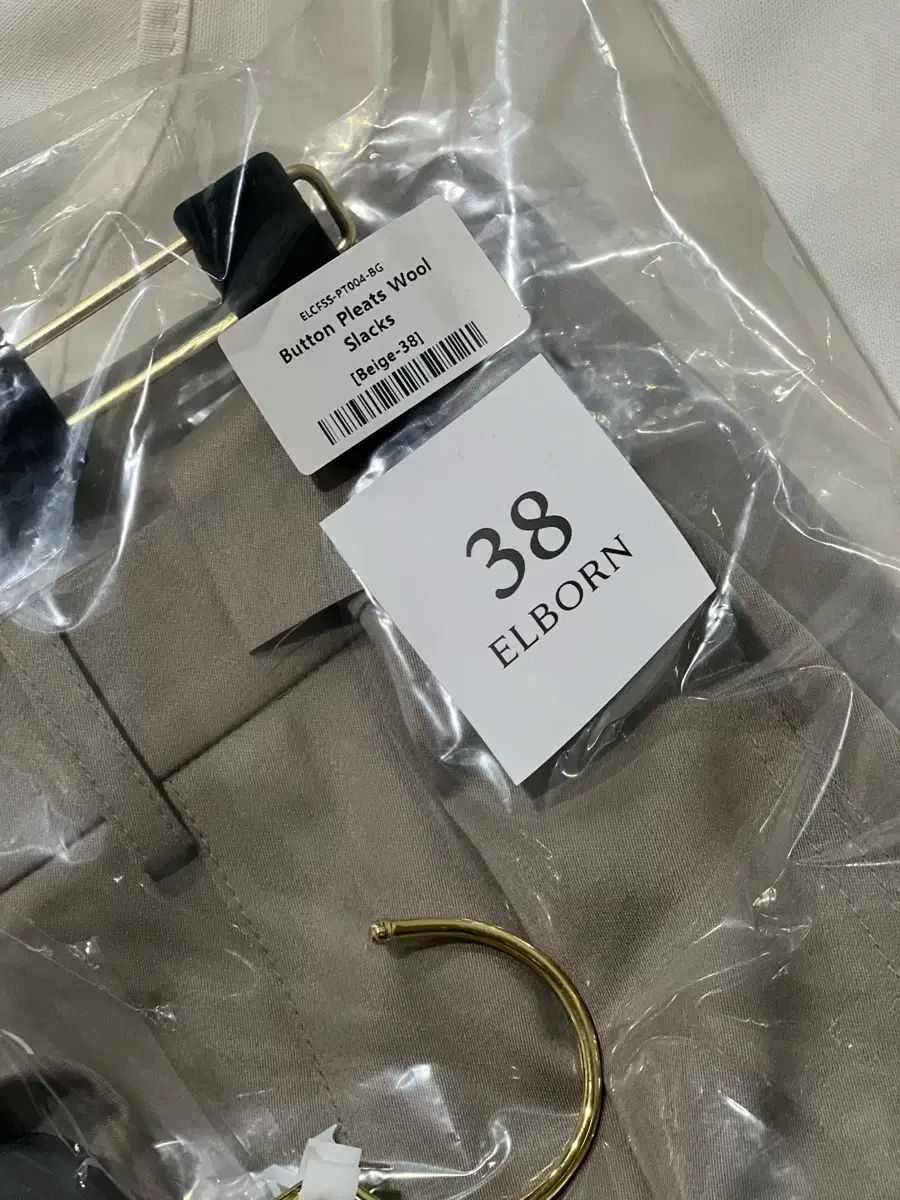 ELCFSS-PT004-BG
Button Pleats Wool
Slacks
[Beige-38]
38
ELBORN